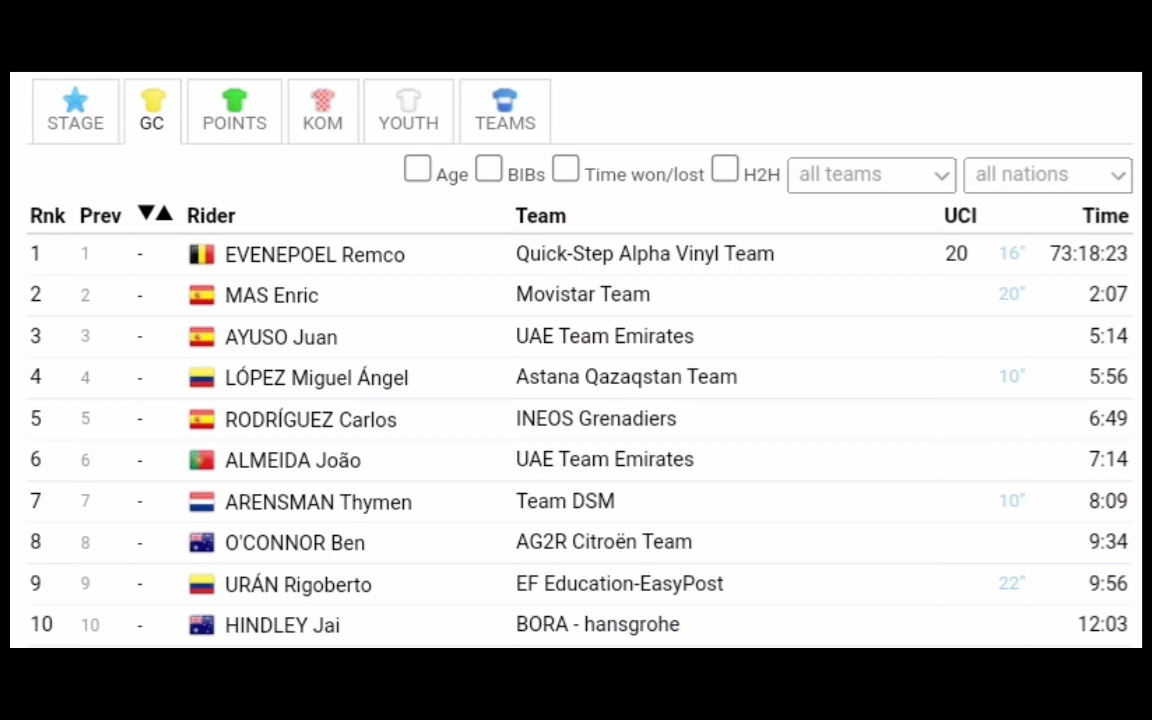 STAGE GC POINTS KOM YOUTH TEAMS
Age BIBs Time won/lost H2H all teams all nations
Rnk Prev ▼▲ Rider Team UCI Time
1 1 - EVENEPOEL Remco Quick-Step Alpha Vinyl Team 20 16" 73:18:23
2 2 - MAS Enric Movistar Team 20" 2:07
3 3 - AYUSO Juan UAE Team Emirates 5:14
4 4 - LÓPEZ Miguel Ángel Astana Qazaqstan Team 10" 5:56
5 5 - RODRÍGUEZ Carlos INEOS Grenadiers 6:49
6 6 - ALMEIDA João UAE Team Emirates 7:14
7 7 - ARENSMAN Thymen Team DSM 10" 8:09
8 8 - O'CONNOR Ben AG2R Citroën Team 9:34
9 9 - URÁN Rigoberto EF Education-EasyPost 22" 9:56
10 10 - HINDLEY Jai BORA - hansgrohe 12:03